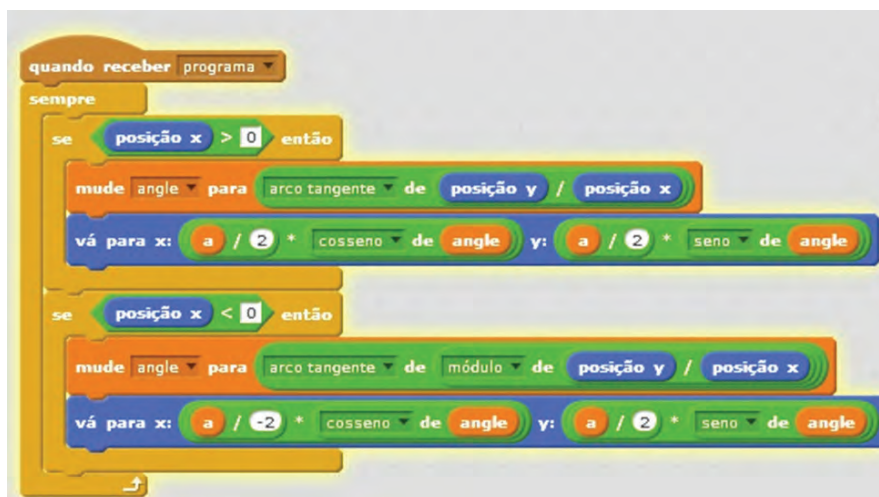 quando receber programa
sempre
se posição x > 0 então
mude angle para arco tangente de posição y / posição x
vá para x: a / 2 * cosseno de angle y: a / 2 * seno de angle
se posição x < 0 então
mude angle para arco tangente de módulo de posição y / posição x
vá para x: a / -2 * cosseno de angle y: a / 2 * seno de angle